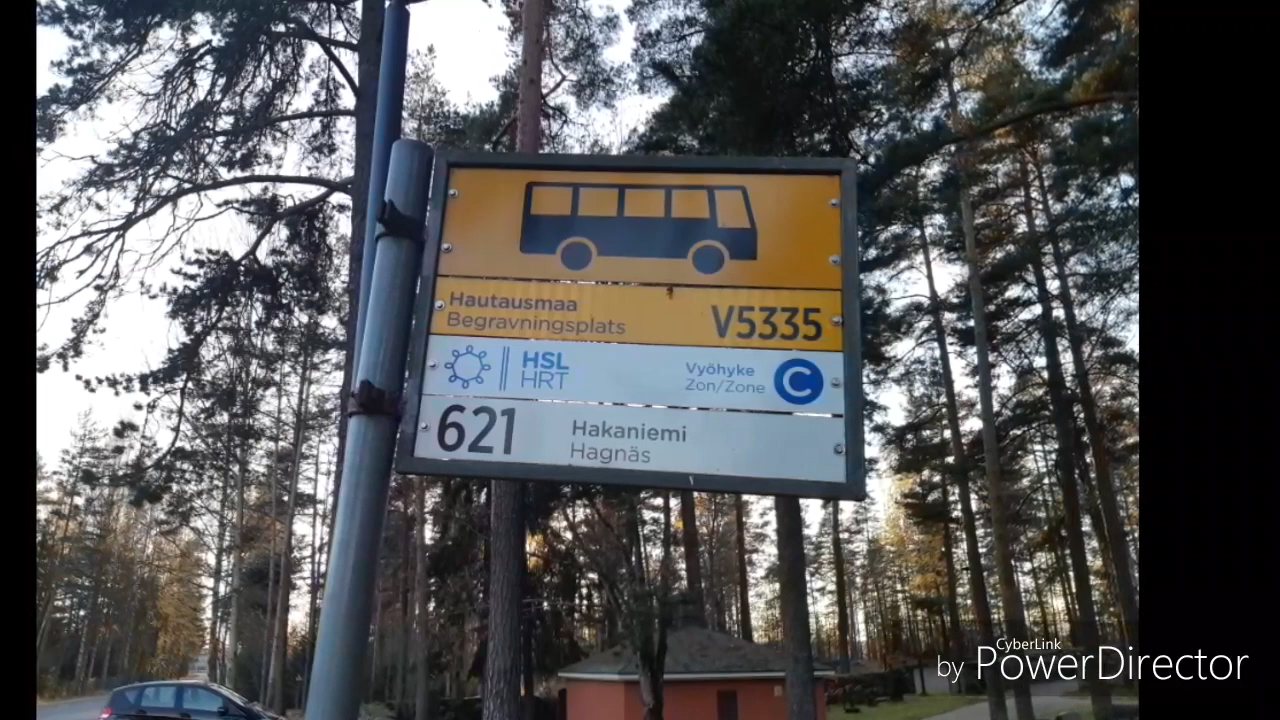 Hautausmaa
Begravningsplats
V5335
HSL
HRT
Vyöhyke
Zon/Zone
C
621
Hakaniemi
Hagnäs
CyberLink
by PowerDirector